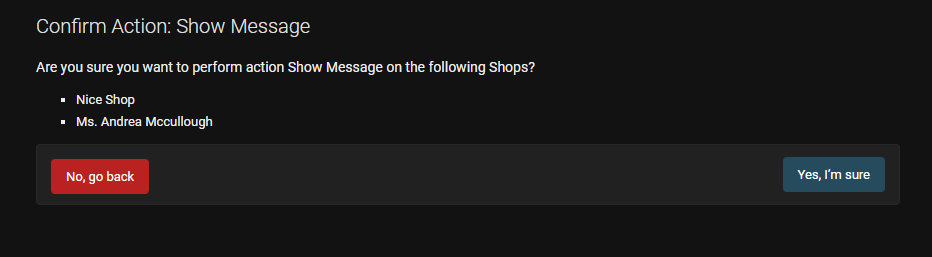 Confirm Action: Show Message
Are you sure you want to perform action Show Message on the following Shops?
Nice Shop
Ms. Andrea Mccullough
No, go back
Yes, I'm sure